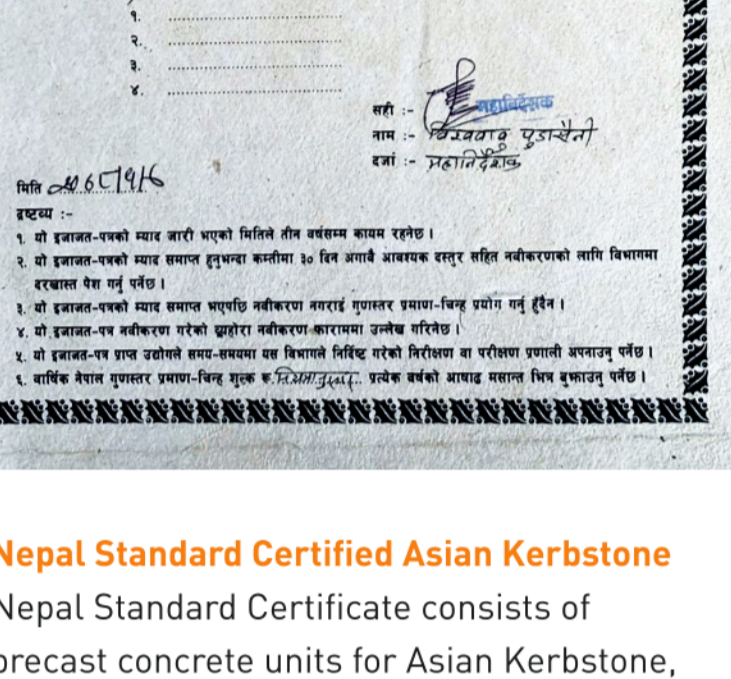 १. ........................................
२. ........................................
३. ........................................
४. ........................................
सही :- महानिर्देशक
नाम :- विश्वबाबु पुडासैनी
दर्जा :- महानिर्देशक
मिति
द्रष्टव्य :-
१. यो इजाजत-पत्रको म्याद जारी भएको मितिले तीन वर्षसम्म कायम रहनेछ ।
२. यो इजाजत-पत्रको म्याद समाप्त हुनुभन्दा कम्तीमा ३० दिन अगावै आवश्यक दस्तुर सहित नवीकरणको लागि विभागमा
दरखास्त पेश गर्नु पर्नेछ ।
३. यो इजाजत-पत्रको म्याद समाप्त भएपछि नवीकरण नगराई गुणस्तर प्रमाण-चिन्ह प्रयोग गर्नु हुँदैन ।
४. यो इजाजत-पत्र नवीकरण गरेको ब्यहोरा नवीकरण फाराममा उल्लेख गरिनेछ ।
५. यो इजाजत-पत्र प्राप्त उद्योगले समय-समयमा यस विभागले निर्दिष्ट गरेको निरीक्षण वा परीक्षण प्रणाली अपनाउनु पर्नेछ ।
६. वार्षिक नेपाल गुणस्तर प्रमाण-चिन्ह शुल्क रू. नियमानुसार.. प्रत्येक वर्षको आषाढ मसान्त भित्र बुझाउनु पर्नेछ ।
Nepal Standard Certified Asian Kerbstone
Nepal Standard Certificate consists of
precast concrete units for Asian Kerbstone,